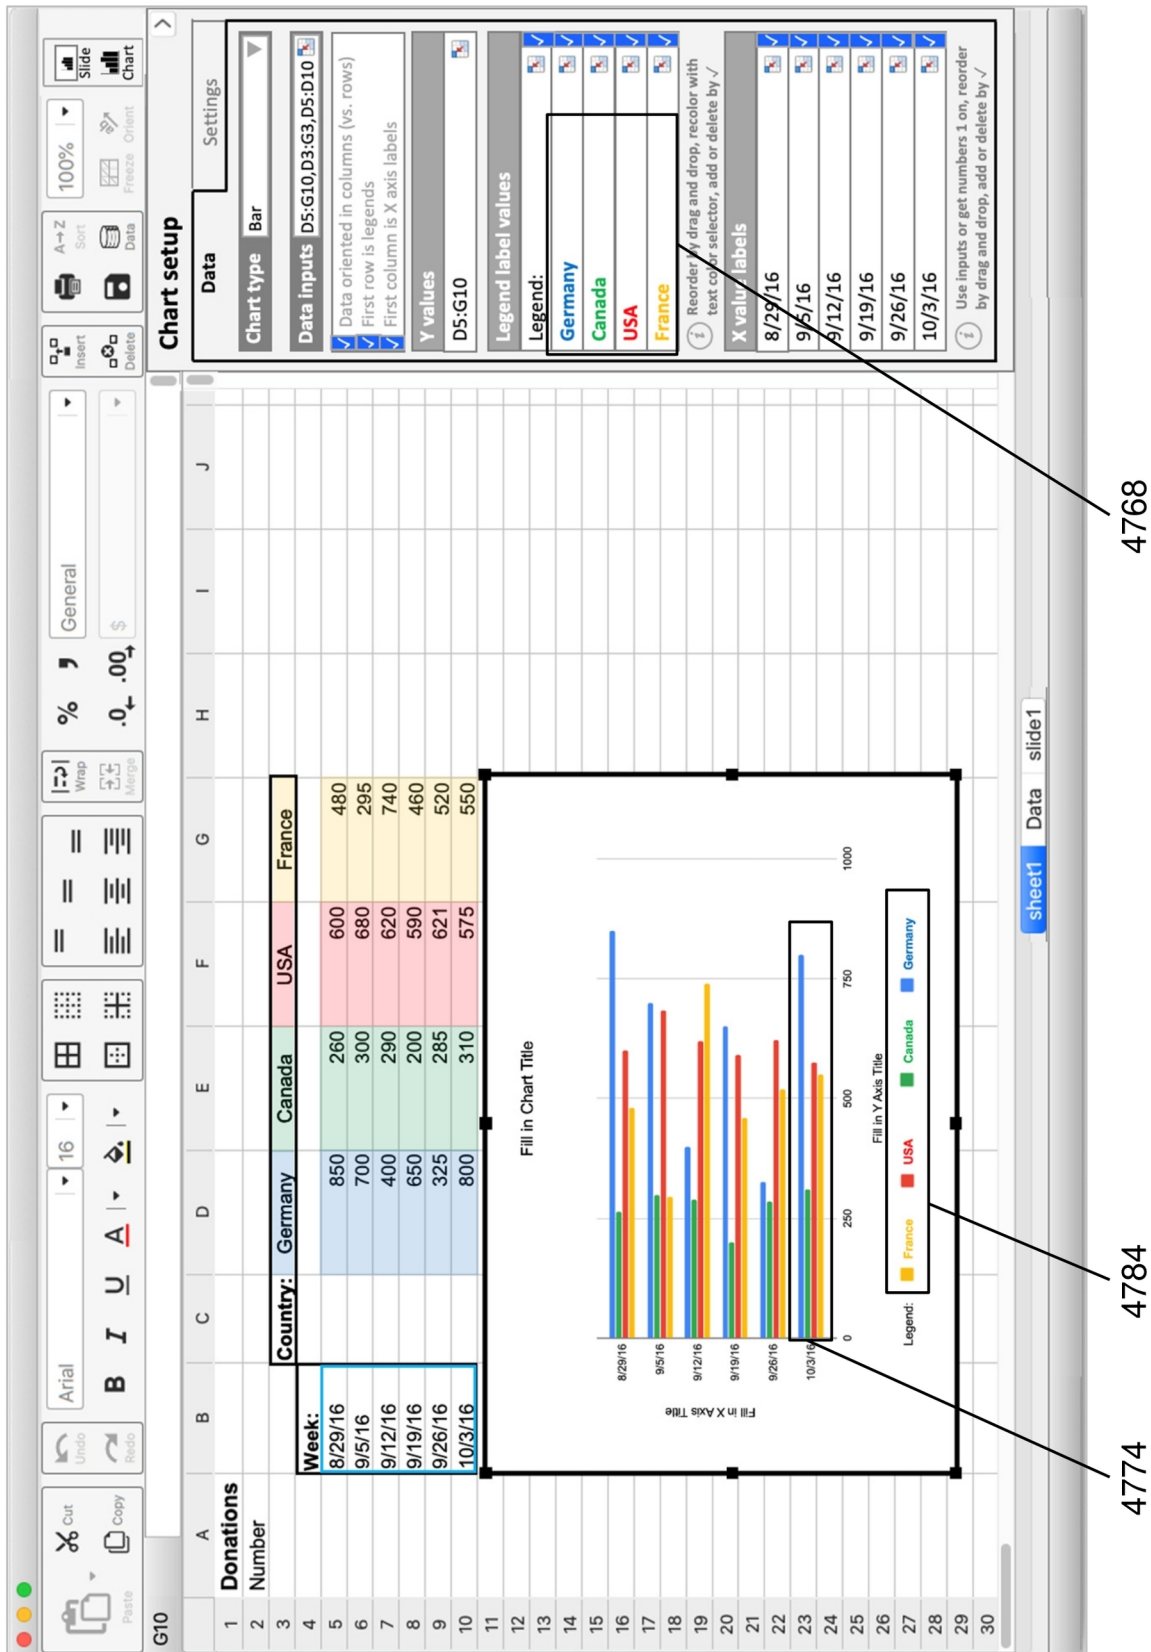 Cut
Copy
Paste
Undo
Redo
Arial
16
B I U A
Wrap
Merge
General
% , .0 .00
$
Insert
Delete
A→Z
Sort
Data
100%
Freeze
Orient
Slide
Chart
G10
A B C D E F G H I J
1 Donations
2 Number
3 Country: Germany Canada USA France
4 Week:
5 8/29/16 850 260 600 480
6 9/5/16 700 300 680 295
7 9/12/16 400 290 620 740
8 9/19/16 650 200 590 460
9 9/26/16 325 285 621 520
10 10/3/16 800 310 575 550
11
12
13
14
15
16
17
18
19
20
21
22
23
24
25
26
27
28
29
30
Fill in Chart Title
Fill in X Axis Title
8/29/16
9/5/16
9/12/16
9/19/16
9/26/16
10/3/16
0 250 500 750 1000
Fill in Y Axis Title
Legend: France USA Canada Germany
Chart setup
Data Settings
Chart type Bar
Data inputs D5:G10,D3:G3,D5:D10
Data oriented in columns (vs. rows)
First row is legends
First column is X axis labels
Y values
D5:G10
Legend label values
Legend:
Germany
Canada
USA
France
i Reorder by drag and drop, recolor with
text color selector, add or delete by ✓
X value labels
8/29/16
9/5/16
9/12/16
9/19/16
9/26/16
10/3/16
i Use inputs or get numbers 1 on, reorder
by drag and drop, add or delete by ✓
sheet1 Data slide1
4774
4784
4768